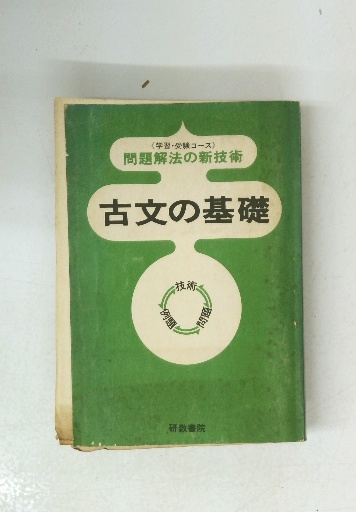 〈学習・受験コース〉
問題解法の新技術
古文の基礎
技術
例題
問題
研数書院